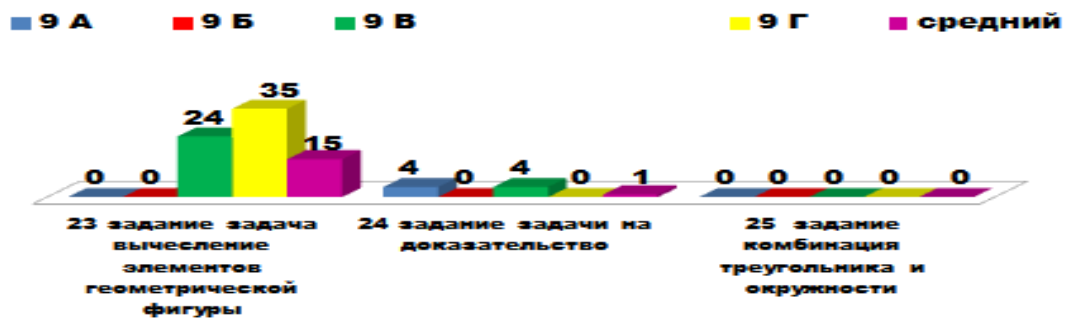 9 А 9 Б 9 В 9 Г средний
0 0 24 35 15 4 0 4 0 1 0 0 0 0 0
23 задание задача
вычесление
элементов
геометрической
фигуры
24 задание задачи на
доказательство
25 задание
комбинация
треугольника и
окружности